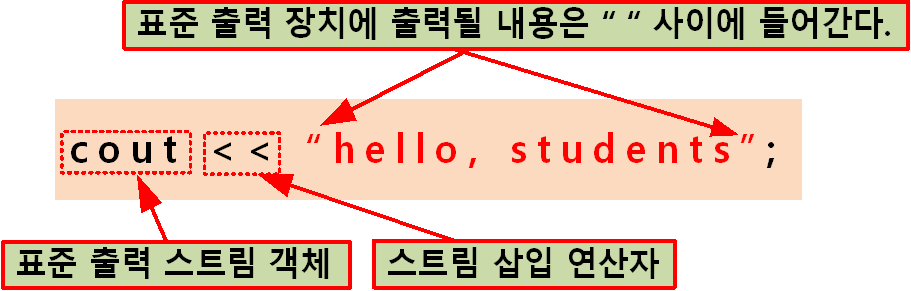 표준 출력 장치에 출력될 내용은 “ “ 사이에 들어간다.
cout << “hello, students”;
표준 출력 스트림 객체
스트림 삽입 연산자